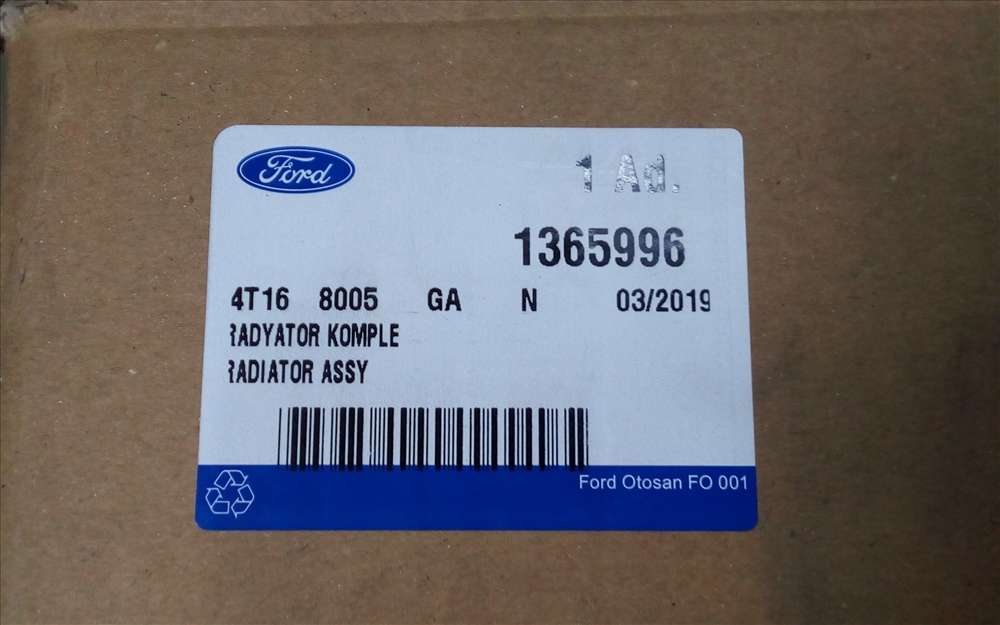 Ford
1 Ad.
1365996
4T16 8005 GA N 03/2019
RADYATOR KOMPLE
RADIATOR ASSY
Ford Otosan FO 001